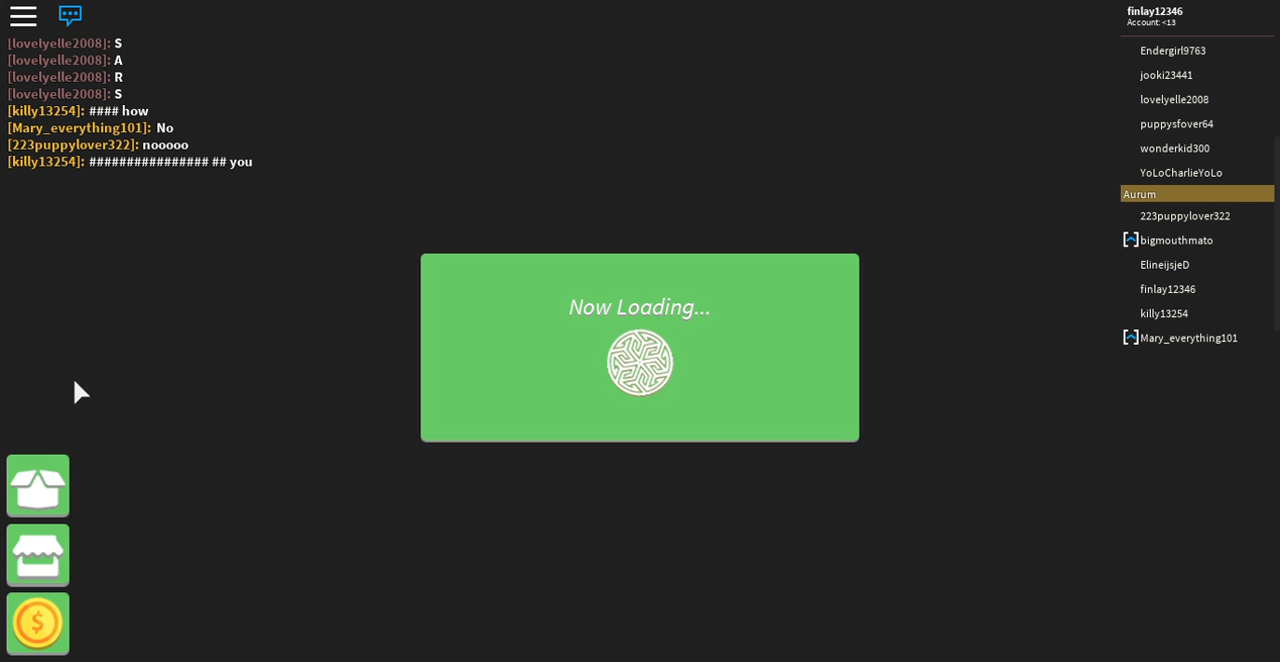 [lovelyelle2008]: S
[lovelyelle2008]: A
[lovelyelle2008]: R
[lovelyelle2008]: S
[killy13254]: #### how
[Mary_everything101]: No
[223puppylover322]: nooooo
[killy13254]: ################ ## you
Now Loading...
$
finlay12346
Account: <13
Endergirl9763
jooki23441
lovelyelle2008
puppysfover64
wonderkid300
YoLoCharlieYoLo
Aurum
223puppylover322
bigmouthmato
ElineijsjeD
finlay12346
killy13254
Mary_everything101